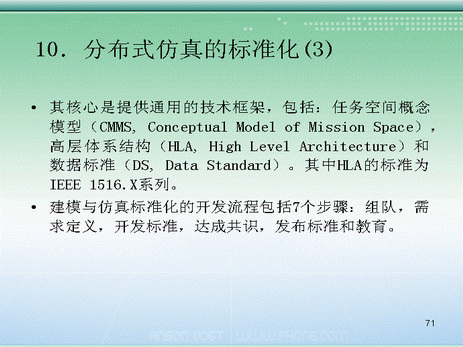 10. 分布式仿真的标准化(3)
• 其核心是提供通用的技术框架，包括：任务空间概念
模型（CMMS, Conceptual Model of Mission Space），
高层体系结构（HLA, High Level Architecture）和
数据标准（DS, Data Standard）。其中HLA的标准为
IEEE 1516.X系列。
• 建模与仿真标准化的开发流程包括7个步骤：组队，需
求定义，开发标准，达成共识，发布标准和教育。
71